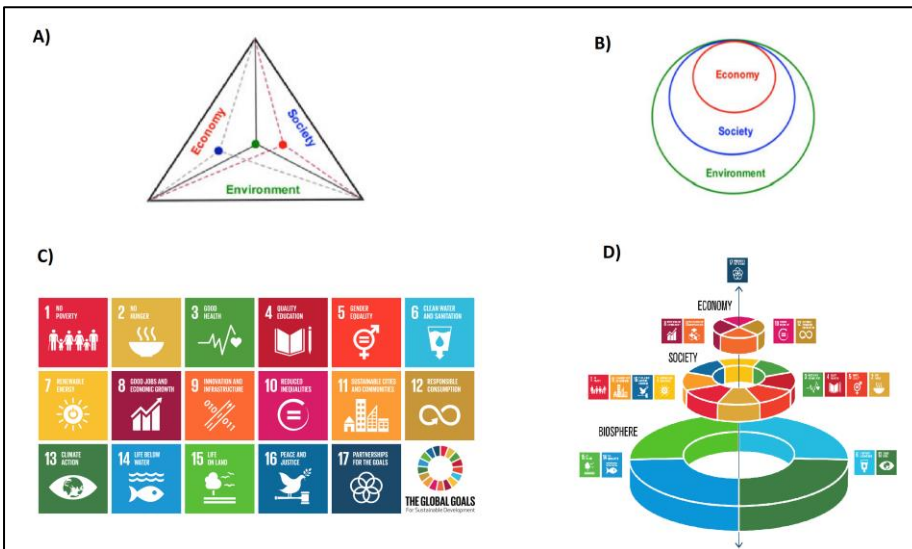 A)
Economy
Society
Environment
B)
Economy
Society
Environment
C)
1 NO POVERTY
2 NO HUNGER
3 GOOD HEALTH
4 QUALITY EDUCATION
5 GENDER EQUALITY
6 CLEAN WATER AND SANITATION
7 RENEWABLE ENERGY
8 GOOD JOBS AND ECONOMIC GROWTH
9 INNOVATION AND INFRASTRUCTURE
10 REDUCED INEQUALITIES
11 SUSTAINABLE CITIES AND COMMUNITIES
12 RESPONSIBLE CONSUMPTION
13 CLIMATE ACTION
14 LIFE BELOW WATER
15 LIFE ON LAND
16 PEACE AND JUSTICE
17 PARTNERSHIPS FOR THE GOALS
THE GLOBAL GOALS
For Sustainable Development
D)
ECONOMY
SOCIETY
BIOSPHERE